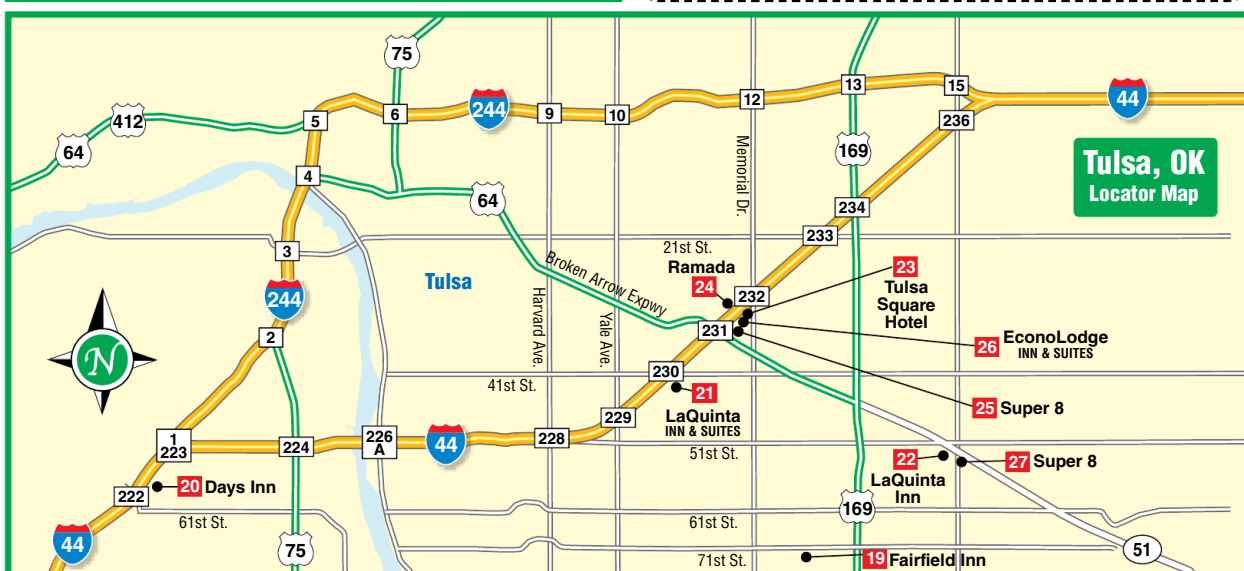 75
412
64
5
6
244
9
10
12
13
15
44
236
4
64
169
Memorial Dr.
Tulsa, OK
Locator Map
234
233
3
21st St.
Ramada
24
23
Tulsa
Square
Hotel
Tulsa
Broken Arrow Expwy
244
232
231
2
Harvard Ave.
Yale Ave.
26 EconoLodge
INN & SUITES
N
230
41st St.
21
LaQuinta
INN & SUITES
25 Super 8
229
1
223
224
226
A
44
228
51st St.
22
LaQuinta
Inn
27 Super 8
222
20 Days Inn
61st St.
61st St.
169
44
75
71st St.
19 Fairfield Inn
51